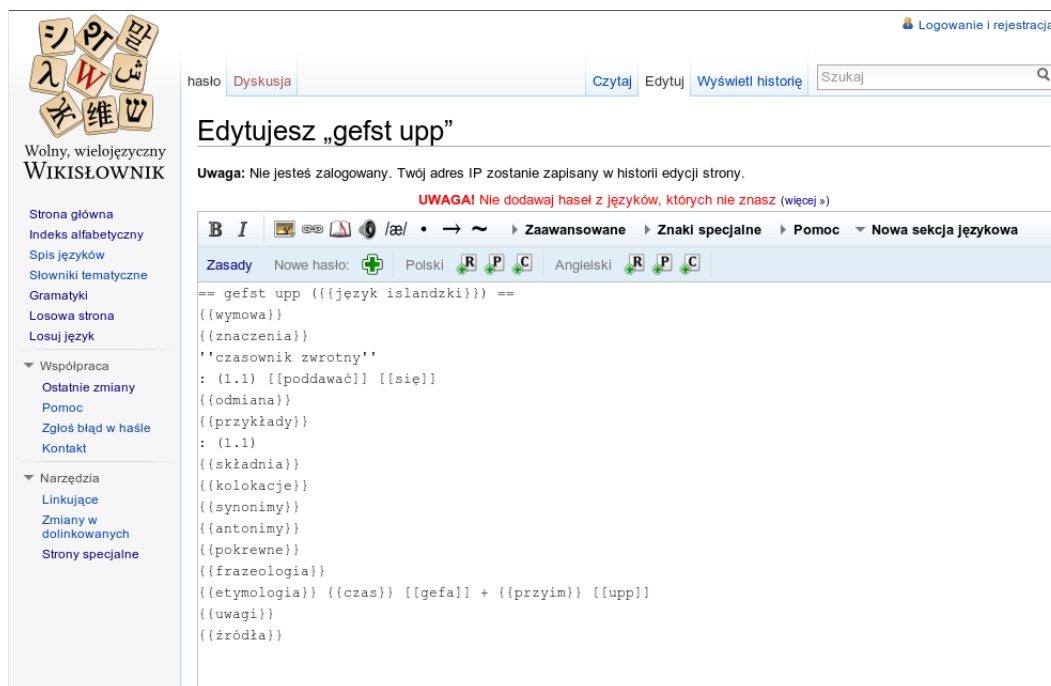 Logowanie i rejestracja
hasło Dyskusja Czytaj Edytuj Wyświetl historię Szukaj
シ РЛ 말
λ W ش
ネ 维 ש
Wolny, wielojęzyczny
WIKISŁOWNIK
Strona główna
Indeks alfabetyczny
Spis języków
Słowniki tematyczne
Gramatyki
Losowa strona
Losuj język
Współpraca
Ostatnie zmiany
Pomoc
Zgłoś błąd w haśle
Kontakt
Narzędzia
Linkujące
Zmiany w
dolinkowanych
Strony specjalne
Edytujesz „gefst upp”
Uwaga: Nie jesteś zalogowany. Twój adres IP zostanie zapisany w historii edycji strony.
UWAGA! Nie dodawaj haseł z języków, których nie znasz (więcej »)
B I /æ/ • → ~ Zaawansowane Znaki specjalne Pomoc Nowa sekcja językowa
Zasady Nowe hasło: Polski R P C Angielski R P C
== gefst upp ({{język islandzki}}) ==
{{wymowa}}
{{znaczenia}}
''czasownik zwrotny''
: (1.1) [[poddawać]] [[się]]
{{odmiana}}
{{przykłady}}
: (1.1)
{{składnia}}
{{kolokacje}}
{{synonimy}}
{{antonimy}}
{{pokrewne}}
{{frazeologia}}
{{etymologia}} {{czas}} [[gefa]] + {{przyim}} [[upp]]
{{uwagi}}
{{źródła}}